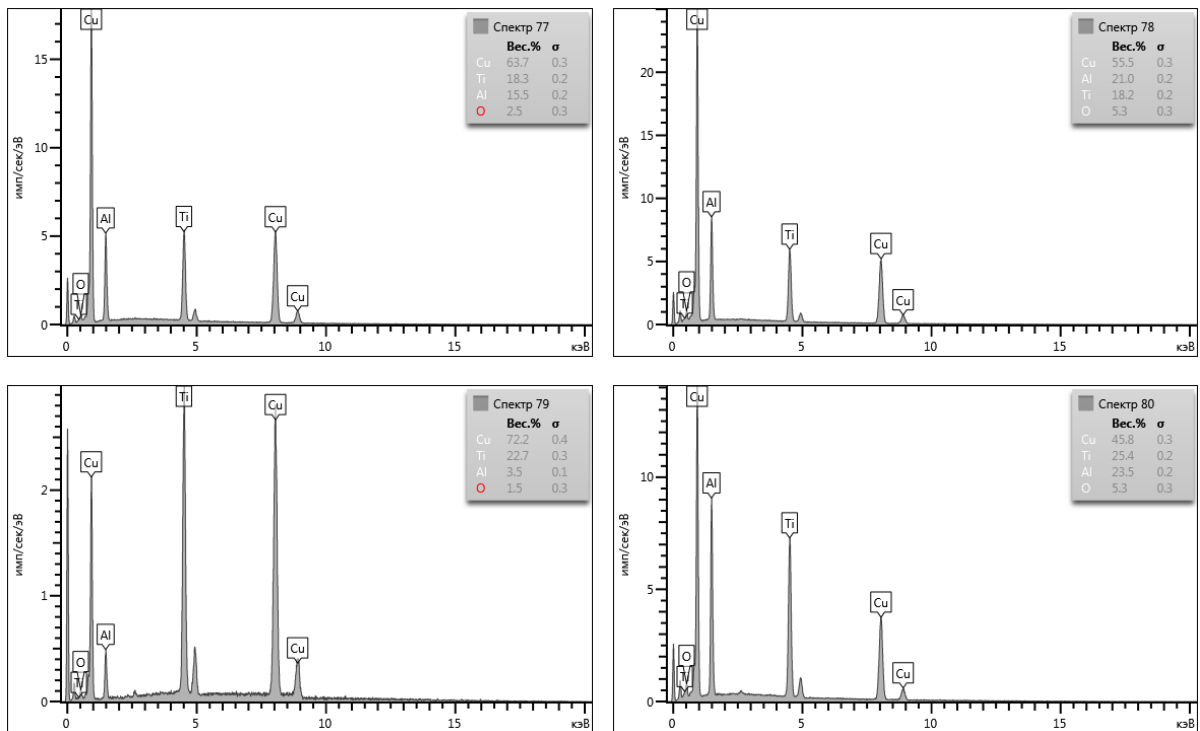 Спектр 77
Вес.% σ
Cu 63.7 0.3
Ti 18.3 0.2
Al 15.5 0.2
O 2.5 0.3
имп/сек/эВ
15
10
5
0
Cu
O
Ti
Al
Ti
Cu
Cu
0 5 10 15 кэВ
Спектр 78
Вес.% σ
Cu 55.5 0.3
Al 21.0 0.2
Ti 18.2 0.2
O 5.3 0.3
имп/сек/эВ
20
15
10
5
0
Cu
O
Ti
Al
Ti
Cu
Cu
0 5 10 15 кэВ
Спектр 79
Вес.% σ
Cu 72.2 0.4
Ti 22.7 0.3
Al 3.5 0.1
O 1.5 0.3
имп/сек/эВ
2
1
0
Cu
O
Ti
Al
Ti
Cu
Cu
0 5 10 15 кэВ
Спектр 80
Вес.% σ
Cu 45.8 0.3
Ti 25.4 0.2
Al 23.5 0.2
O 5.3 0.3
имп/сек/эВ
10
5
0
Cu
O
Ti
Al
Ti
Cu
Cu
0 5 10 15 кэВ